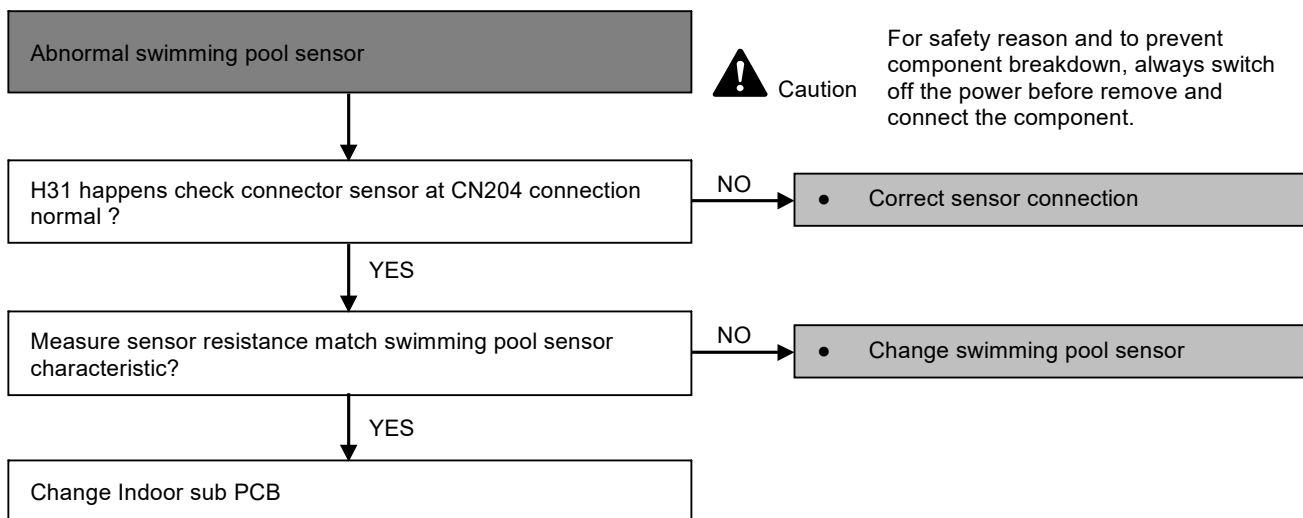 Abnormal swimming pool sensor
Caution
For safety reason and to prevent
component breakdown, always switch
off the power before remove and
connect the component.
H31 happens check connector sensor at CN204 connection
normal ?
NO
● Correct sensor connection
YES
Measure sensor resistance match swimming pool sensor
characteristic?
NO
● Change swimming pool sensor
YES
Change Indoor sub PCB